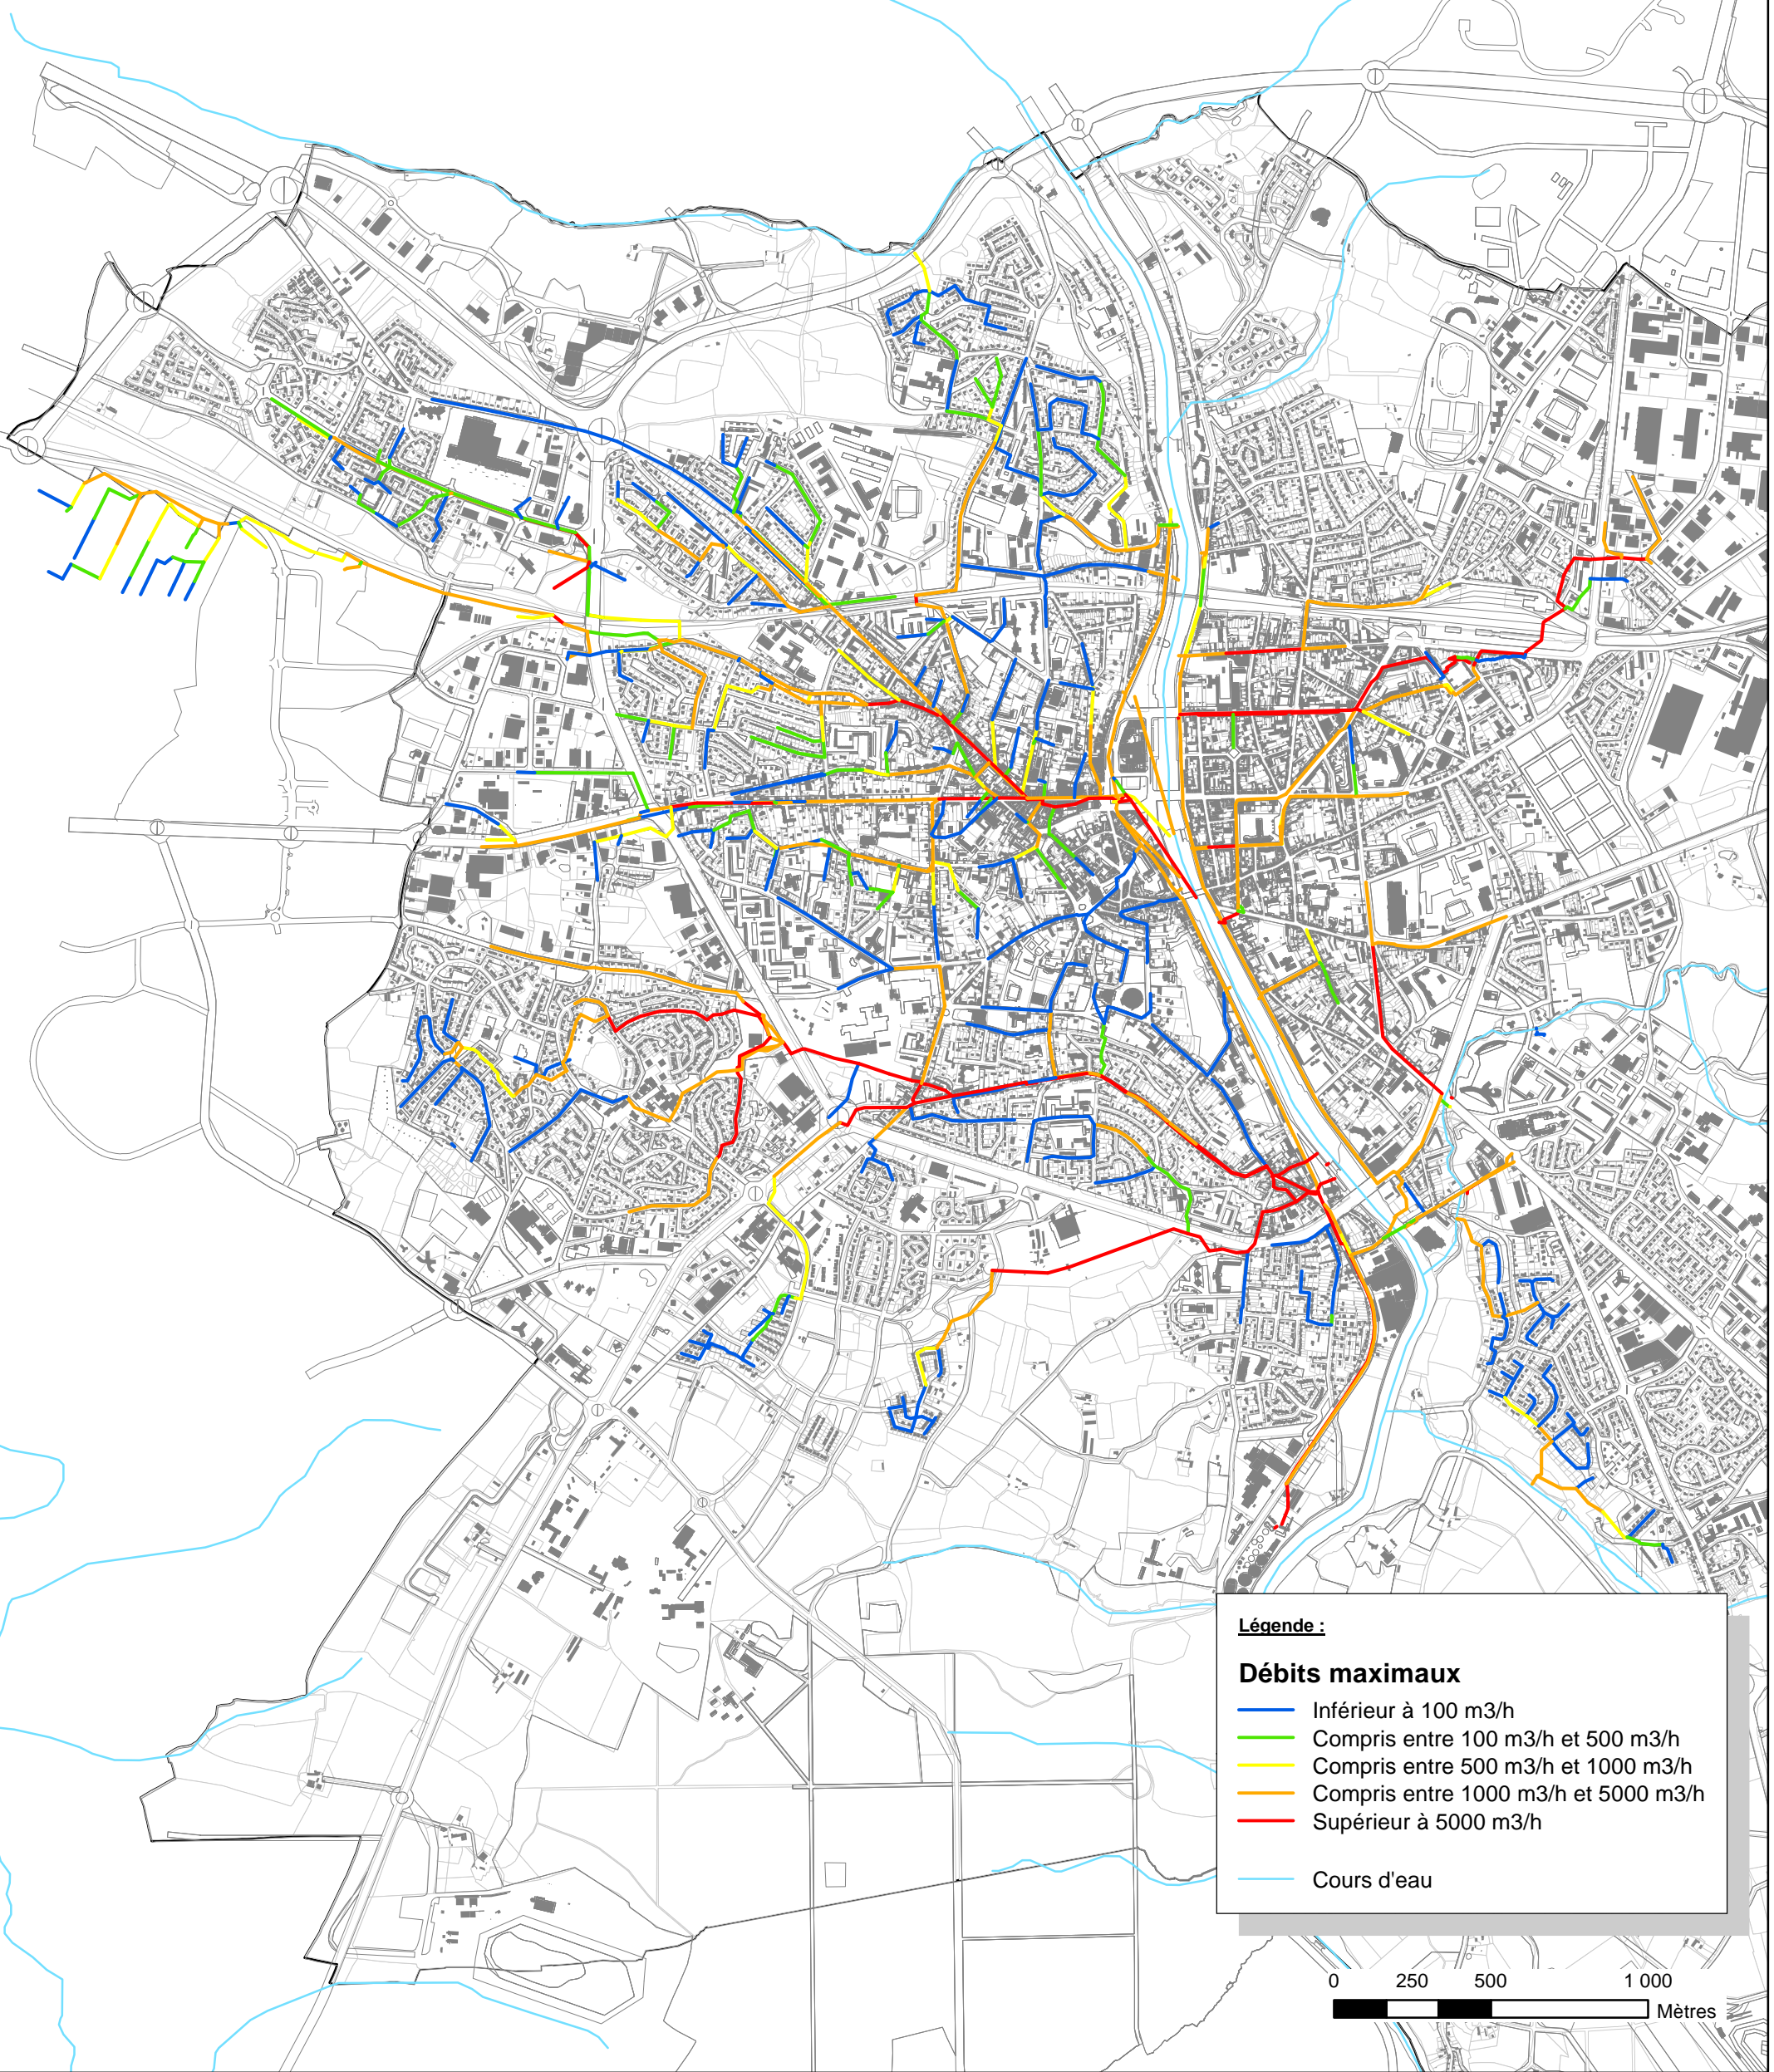 Légende :
Débits maximaux
Inférieur à 100 m3/h
Compris entre 100 m3/h et 500 m3/h
Compris entre 500 m3/h et 1000 m3/h
Compris entre 1000 m3/h et 5000 m3/h
Supérieur à 5000 m3/h
Cours d'eau
0 250 500 1 000
Mètres